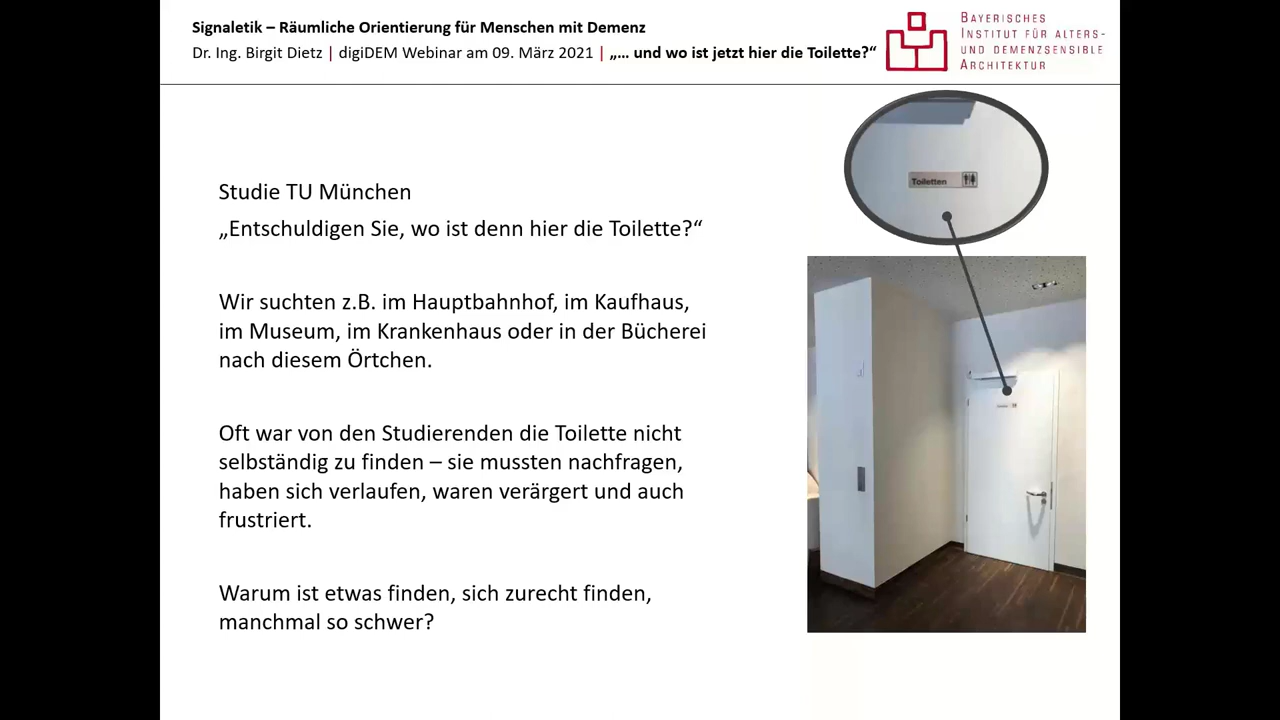 Signaletik – Räumliche Orientierung für Menschen mit Demenz
Dr. Ing. Birgit Dietz | digiDEM Webinar am 09. März 2021 | „… und wo ist jetzt hier die Toilette?“
BAYERISCHES
INSTITUT FÜR ALTERS-
UND DEMENZSENSIBLE
ARCHITEKTUR
Toiletten
Studie TU München
„Entschuldigen Sie, wo ist denn hier die Toilette?“
Wir suchten z.B. im Hauptbahnhof, im Kaufhaus,
im Museum, im Krankenhaus oder in der Bücherei
nach diesem Örtchen.
Oft war von den Studierenden die Toilette nicht
selbständig zu finden – sie mussten nachfragen,
haben sich verlaufen, waren verärgert und auch
frustriert.
Warum ist etwas finden, sich zurecht finden,
manchmal so schwer?